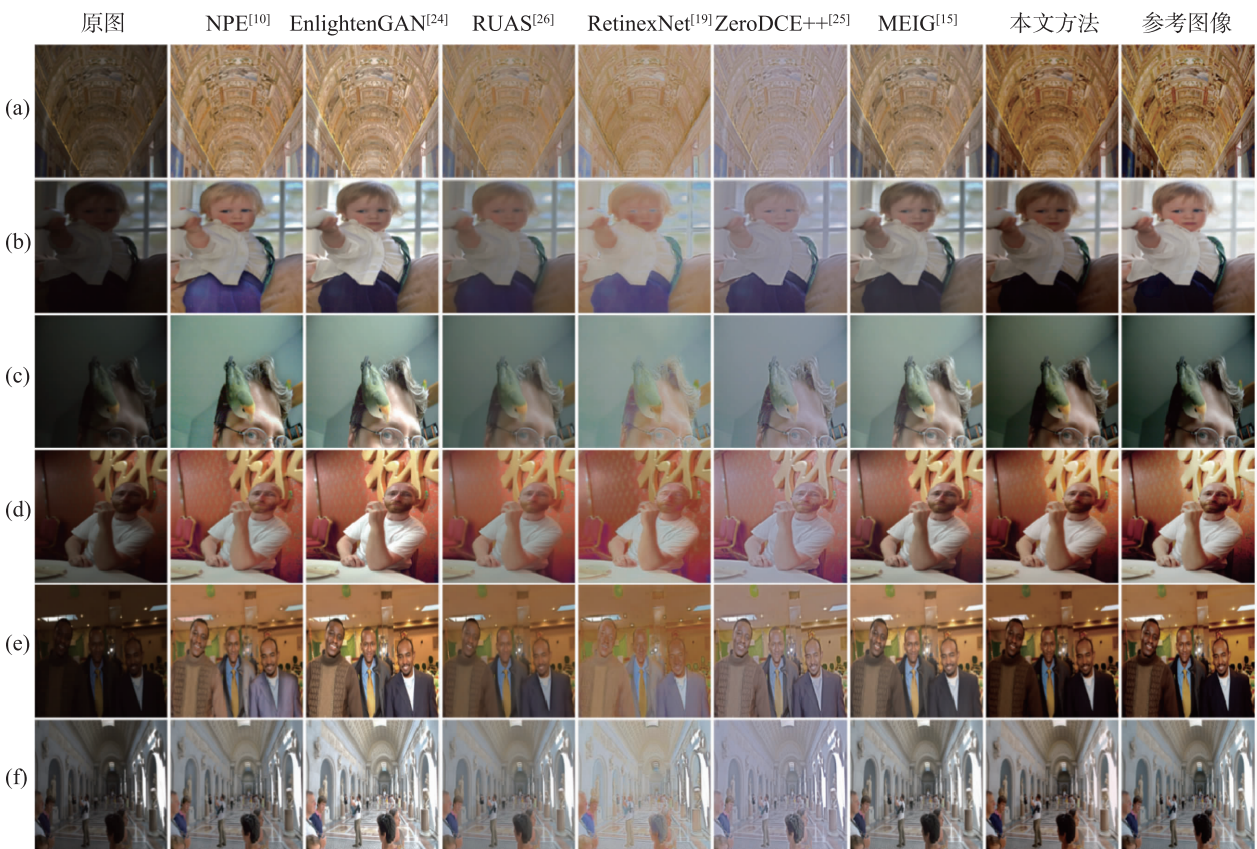 原图 NPE[10] EnlightenGAN[24] RUAS[26] RetinexNet[19] ZeroDCE++[25] MEIG[15] 本文方法 参考图像
(a)
(b)
(c)
(d)
(e)
(f)